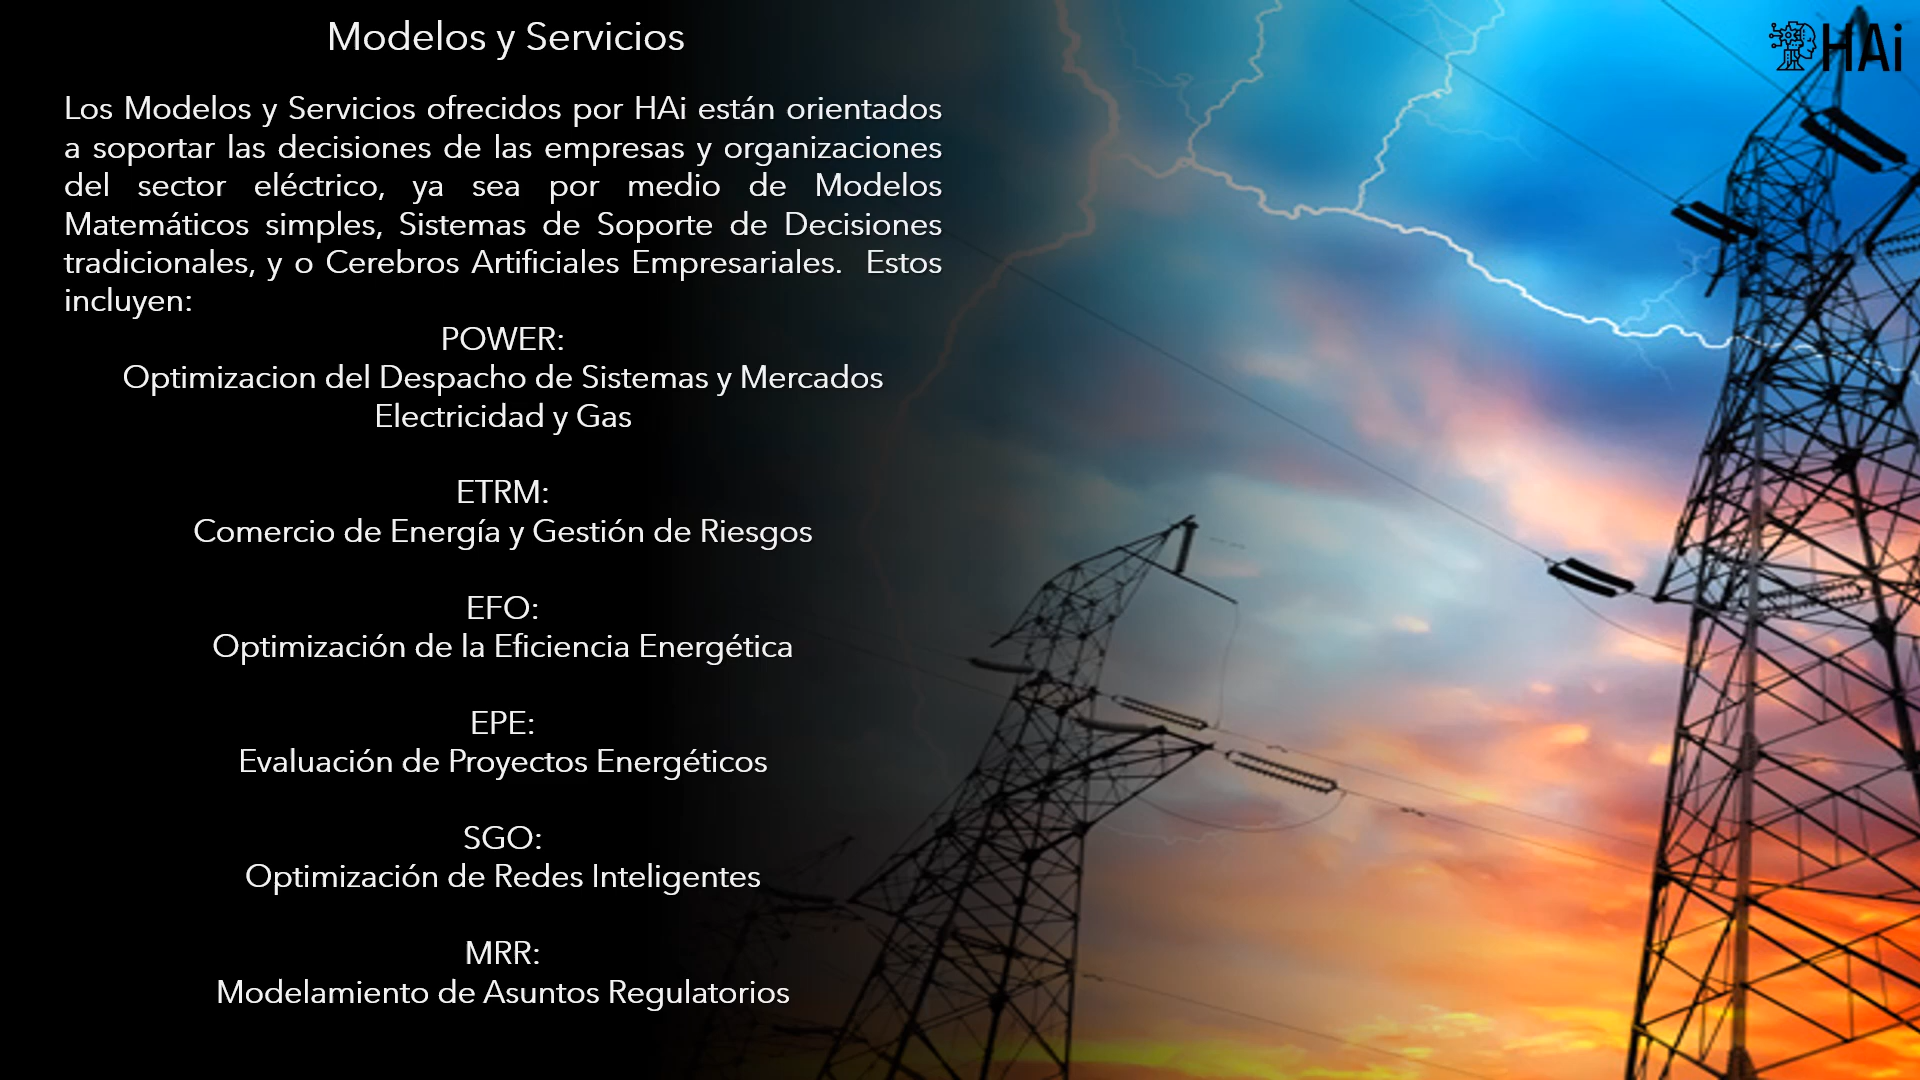 Modelos y Servicios
HAi
Los Modelos y Servicios ofrecidos por HAi están orientados
a soportar las decisiones de las empresas y organizaciones
del sector eléctrico, ya sea por medio de Modelos
Matemáticos simples, Sistemas de Soporte de Decisiones
tradicionales, y o Cerebros Artificiales Empresariales. Estos
incluyen:
POWER:
Optimizacion del Despacho de Sistemas y Mercados
Electricidad y Gas
ETRM:
Comercio de Energía y Gestión de Riesgos
EFO:
Optimización de la Eficiencia Energética
EPE:
Evaluación de Proyectos Energéticos
SGO:
Optimización de Redes Inteligentes
MRR:
Modelamiento de Asuntos Regulatorios